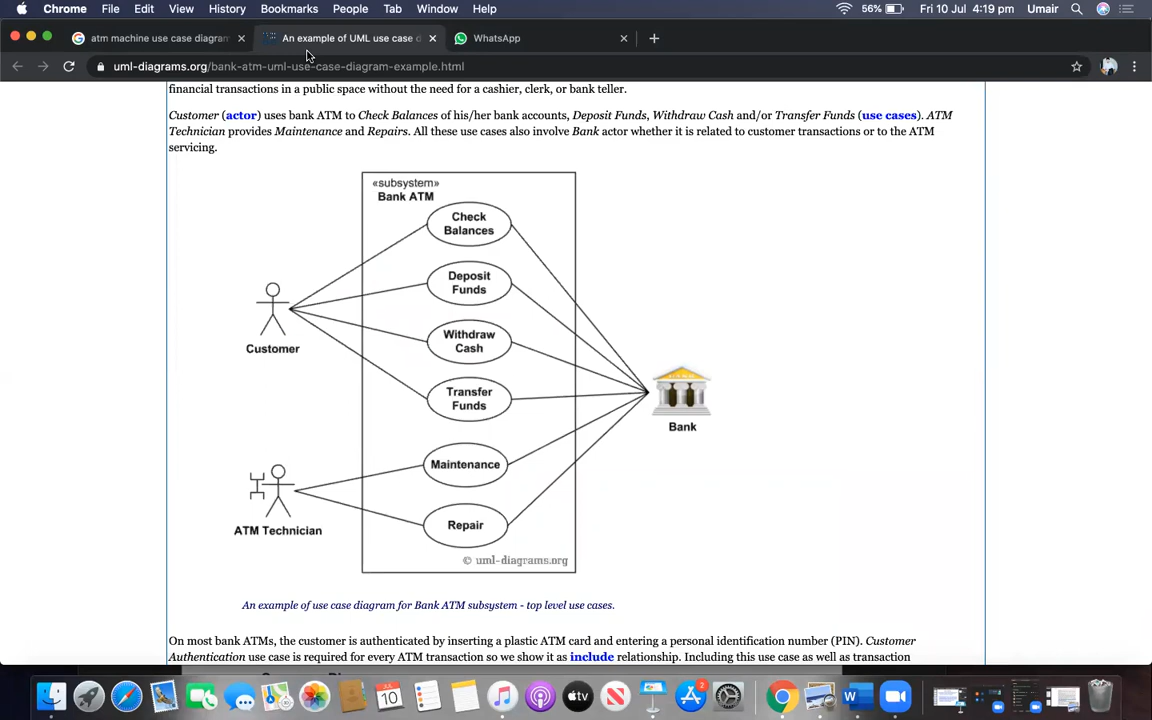 Chrome File Edit View History Bookmarks People Tab Window Help 56% Fri 10 Jul 4:19 pm Umair
atm machine use case diagram An example of UML use case d WhatsApp
uml-diagrams.org/bank-atm-uml-use-case-diagram-example.html
financial transactions in a public space without the need for a cashier, clerk, or bank teller.
Customer (actor) uses bank ATM to Check Balances of his/her bank accounts, Deposit Funds, Withdraw Cash and/or Transfer Funds (use cases). ATM
Technician provides Maintenance and Repairs. All these use cases also involve Bank actor whether it is related to customer transactions or to the ATM
servicing.
«subsystem»
Bank ATM
Check
Balances
Deposit
Funds
Customer
Withdraw
Cash
Transfer
Funds
Bank
Maintenance
ATM Technician
Repair
© uml-diagrams.org
An example of use case diagram for Bank ATM subsystem - top level use cases.
On most bank ATMs, the customer is authenticated by inserting a plastic ATM card and entering a personal identification number (PIN). Customer
Authentication use case is required for every ATM transaction so we show it as include relationship. Including this use case as well as transaction
JUL
10
tv
2